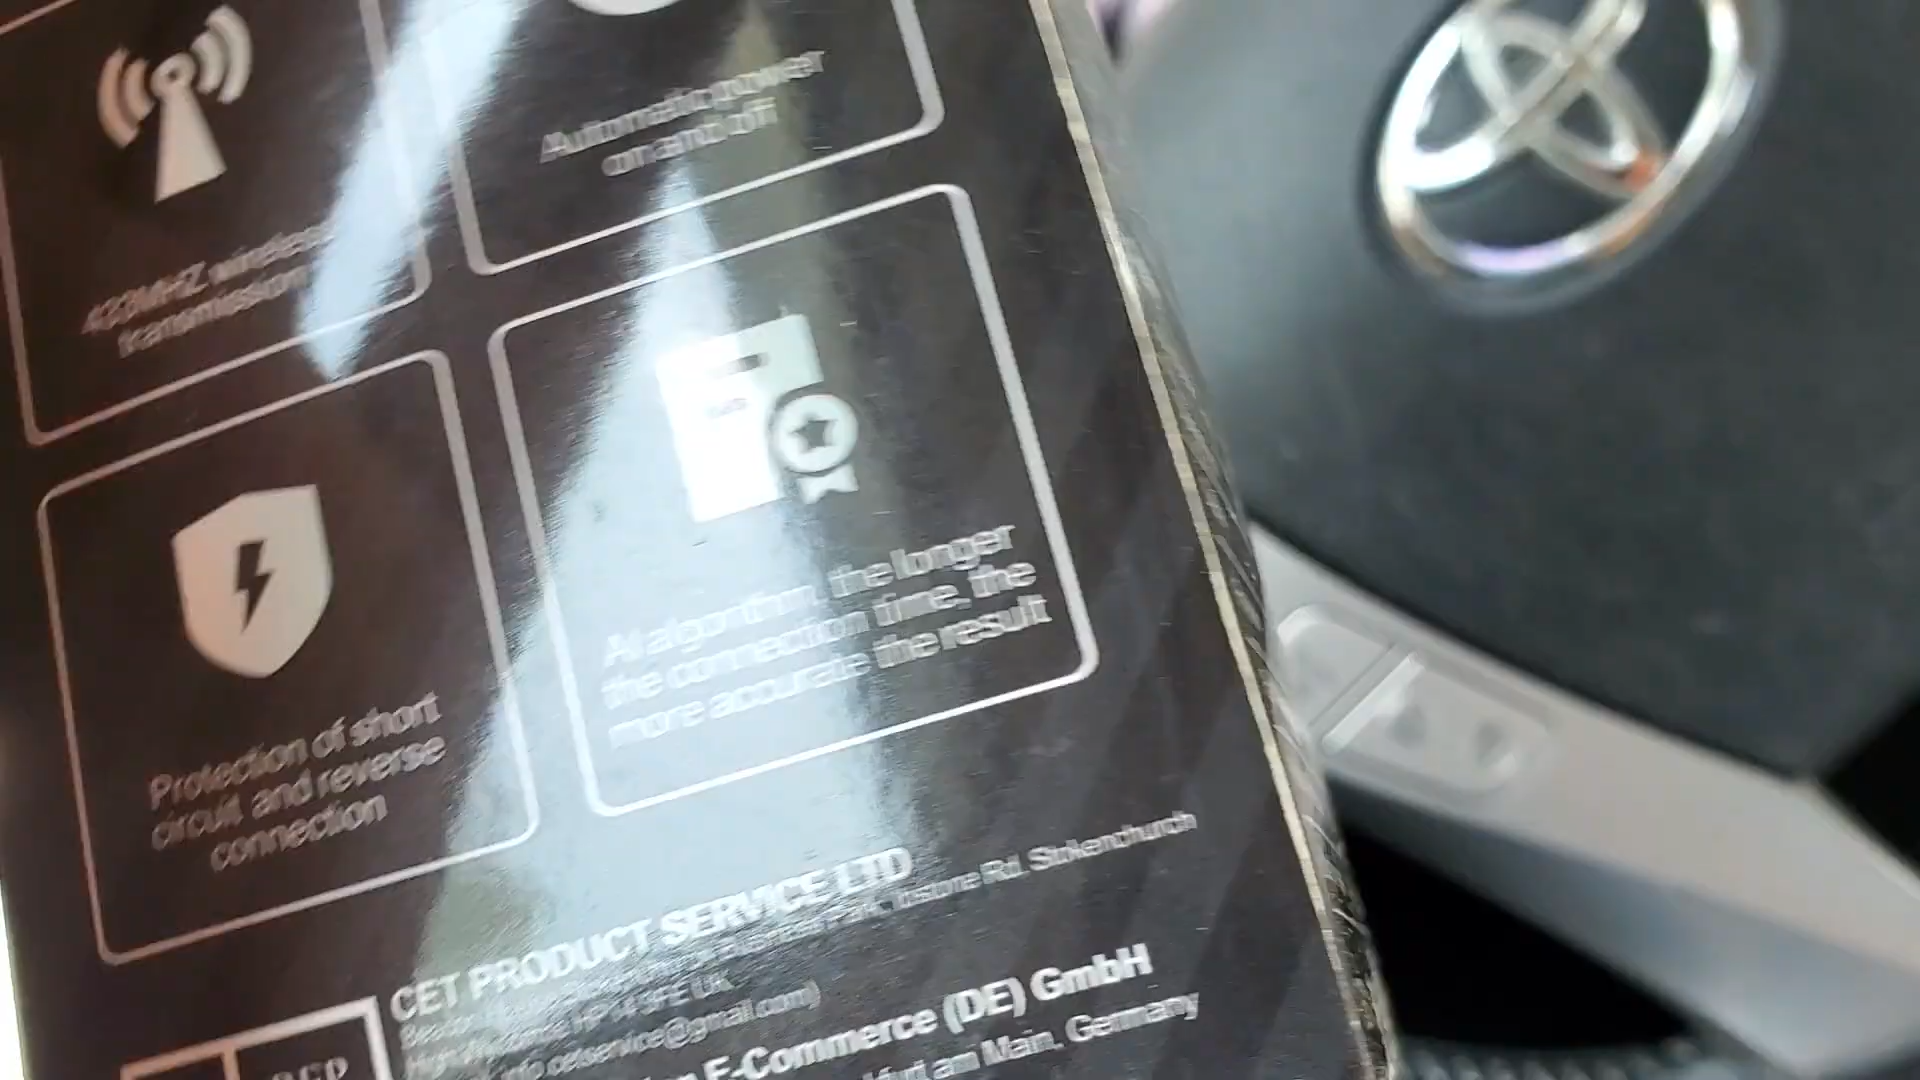 Automatic power
on and off
433MHZ wireless
transmission
AI algorithm, the longer
the connection time, the
more accurate the result
Protection of short
circuit and reverse
connection
CET PRODUCT SERVICE LTD
Rd. Stokenchurch
HP14 3FE UK
info.cetservice@gmail.com)
E-Commerce (DE) GmbH
am Main, Germany
REP